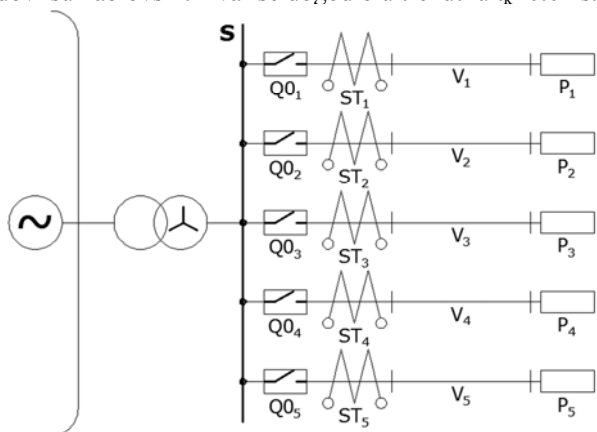 S
Q0₁ ST₁ V₁ P₁
Q0₂ ST₂ V₂ P₂
Q0₃ ST₃ V₃ P₃
Q0₄ ST₄ V₄ P₄
Q0₅ ST₅ V₅ P₅